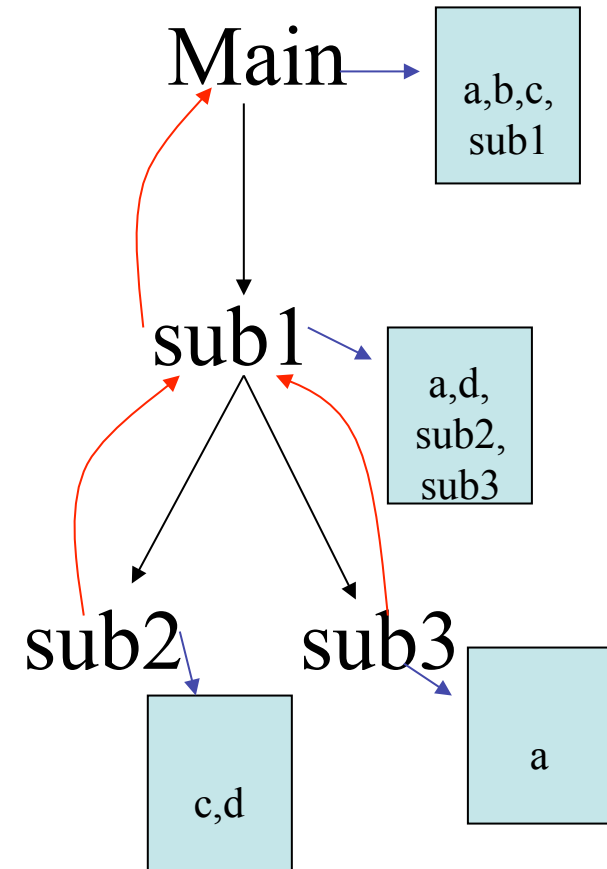 Main
a,b,c,
sub1
sub1
a,d,
sub2,
sub3
sub2
sub3
c,d
a